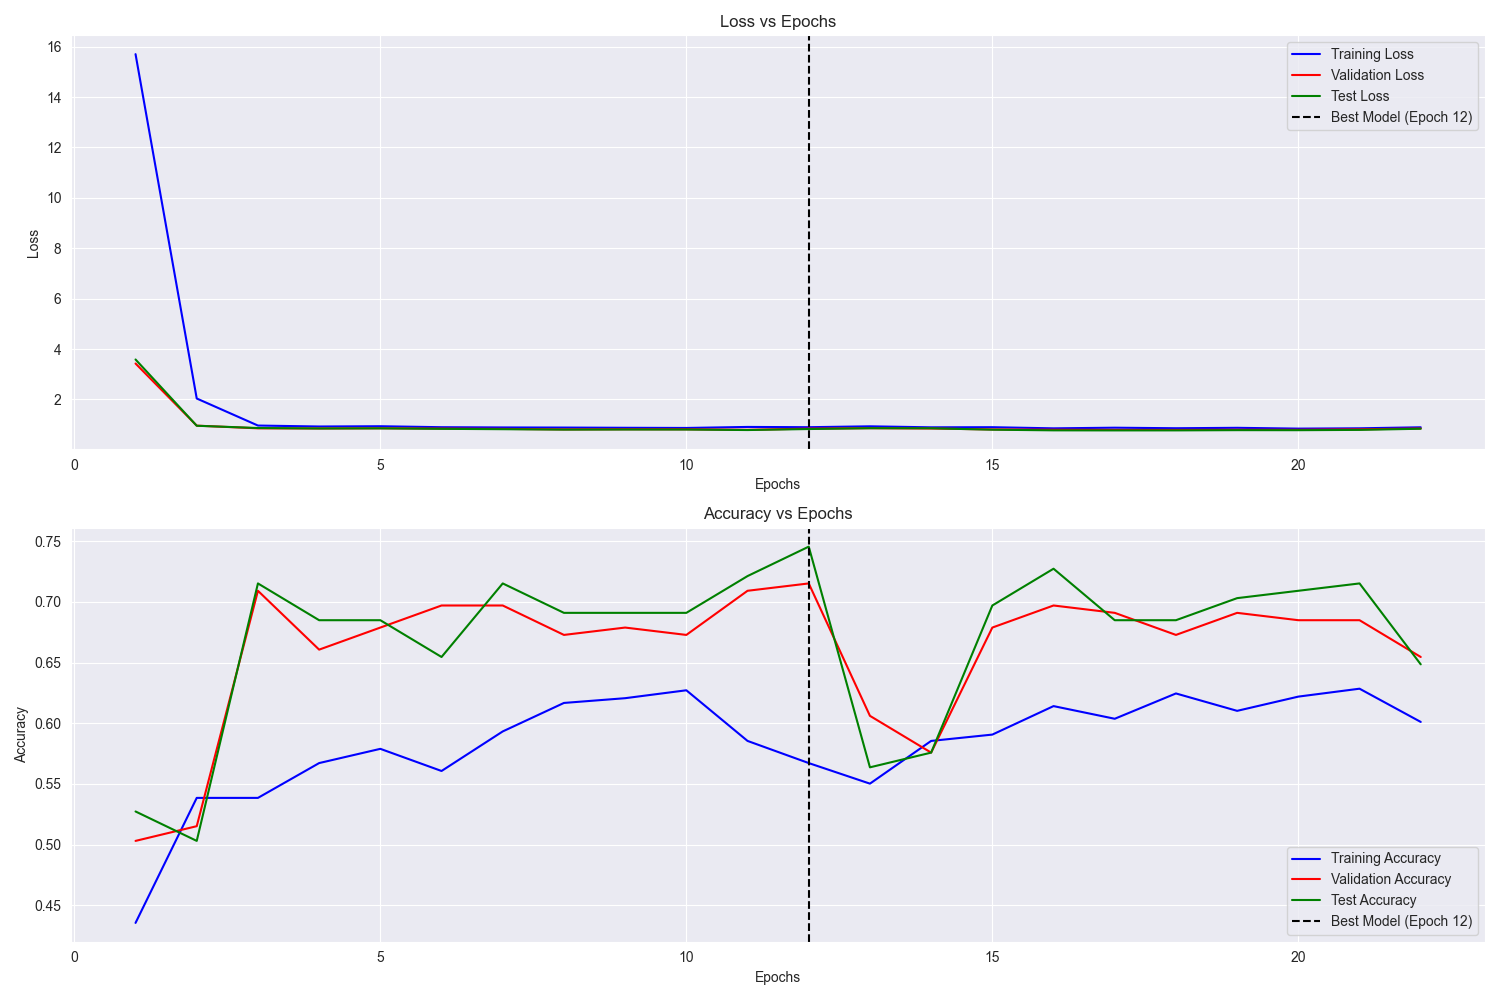 Loss vs Epochs
16
14
12
10
8
6
4
2
Loss
Training Loss
Validation Loss
Test Loss
Best Model (Epoch 12)
0 5 10 15 20
Epochs
Accuracy vs Epochs
0.75
0.70
0.65
0.60
0.55
0.50
0.45
Accuracy
Training Accuracy
Validation Accuracy
Test Accuracy
Best Model (Epoch 12)
0 5 10 15 20
Epochs